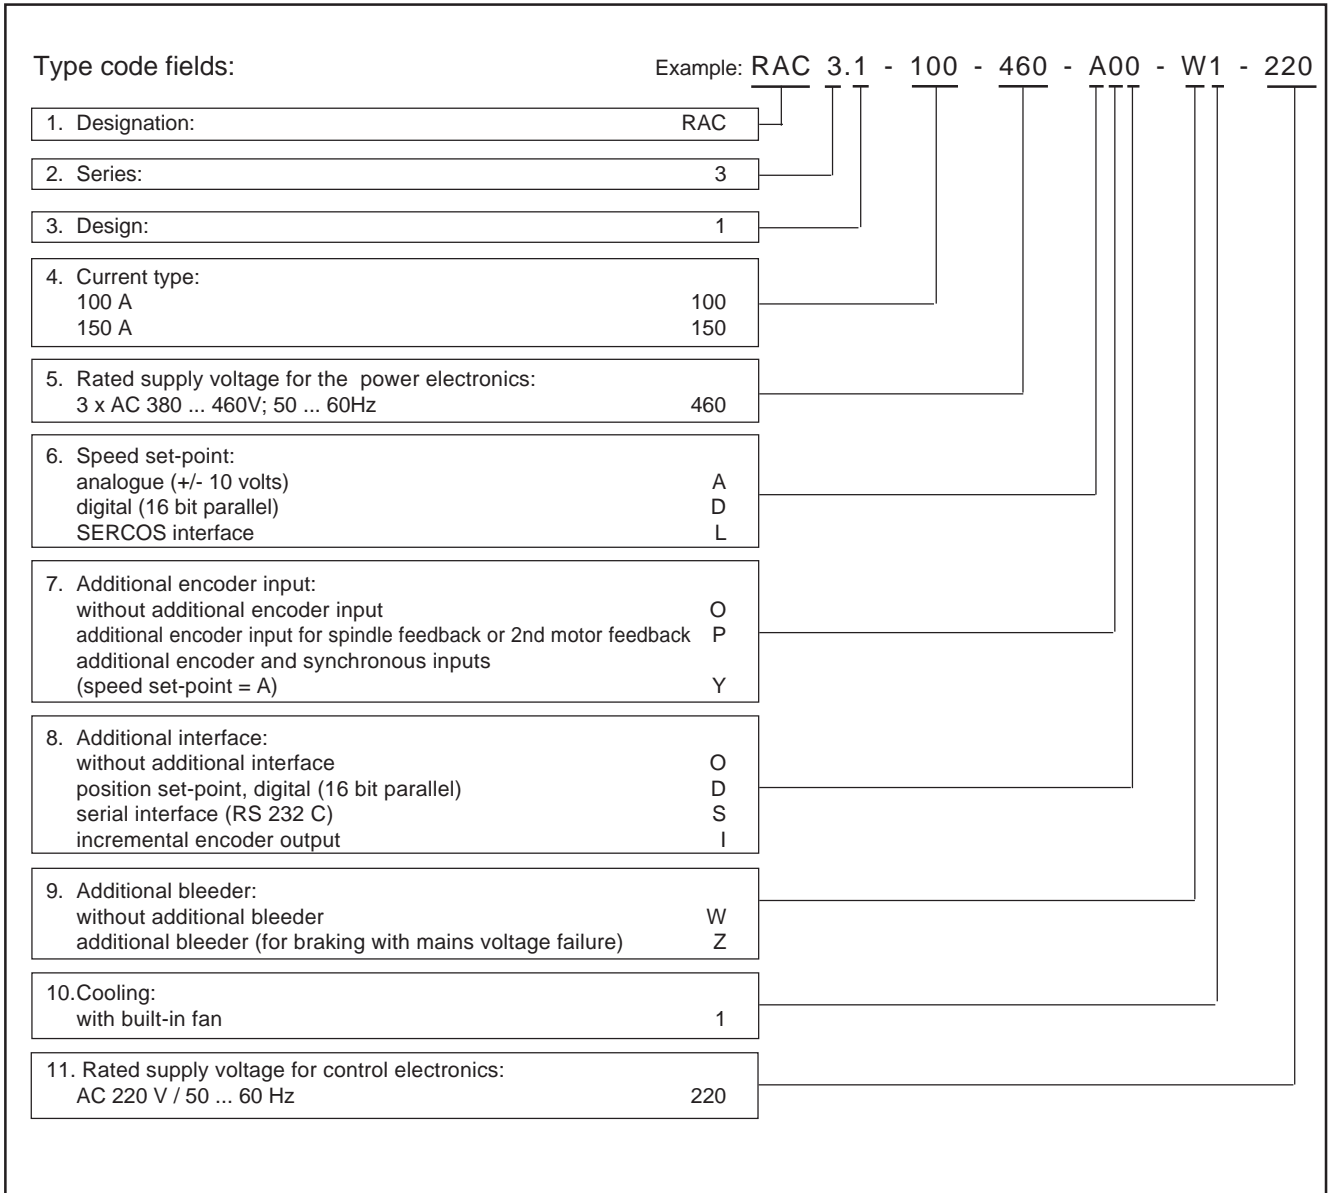 Type code fields:
Example: RAC 3.1 - 100 - 460 - A00 - W1 - 220
1. Designation: RAC
2. Series: 3
3. Design: 1
4. Current type:
100 A 100
150 A 150
5. Rated supply voltage for the power electronics:
3 x AC 380 ... 460V; 50 ... 60Hz 460
6. Speed set-point:
analogue (+/- 10 volts) A
digital (16 bit parallel) D
SERCOS interface L
7. Additional encoder input:
without additional encoder input O
additional encoder input for spindle feedback or 2nd motor feedback P
additional encoder and synchronous inputs
(speed set-point = A) Y
8. Additional interface:
without additional interface O
position set-point, digital (16 bit parallel) D
serial interface (RS 232 C) S
incremental encoder output I
9. Additional bleeder:
without additional bleeder W
additional bleeder (for braking with mains voltage failure) Z
10.Cooling:
with built-in fan 1
11. Rated supply voltage for control electronics:
AC 220 V / 50 ... 60 Hz 220